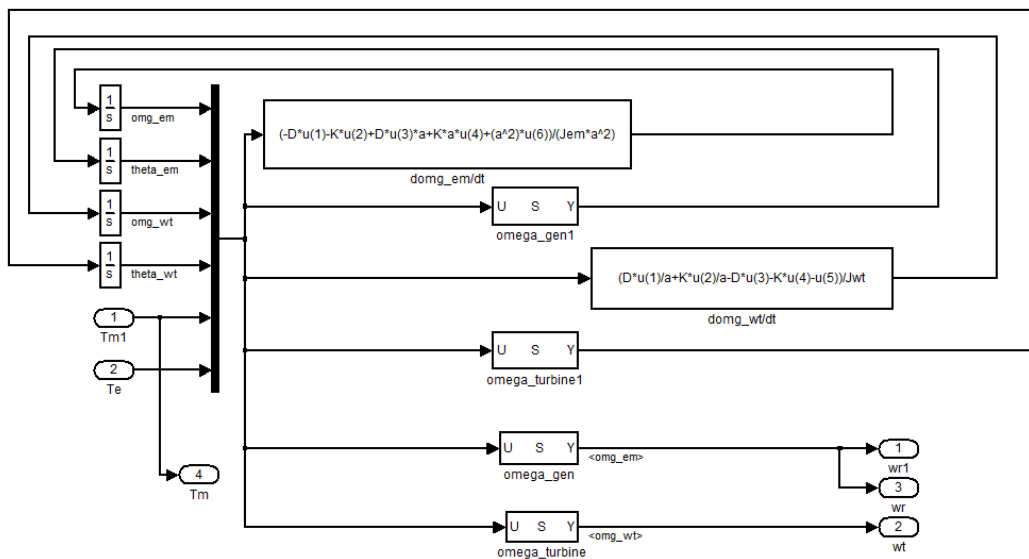 1
s
omg_em
1
s
theta_em
1
s
omg_wt
1
s
theta_wt
1
Tm1
2
Te
4
Tm
(-D*u(1)-K*u(2)+D*u(3)*a+K*a*u(4)+(a^2)*u(6))/(Jem*a^2)
domg_em/dt
U S Y
omega_gen1
(D*u(1)/a+K*u(2)/a-D*u(3)-K*u(4)-u(5))/Jwt
domg_wt/dt
U S Y
omega_turbine1
U S Y
omega_gen
<omg_em>
1
wr1
3
wr
U S Y
omega_turbine
<omg_wt>
2
wt